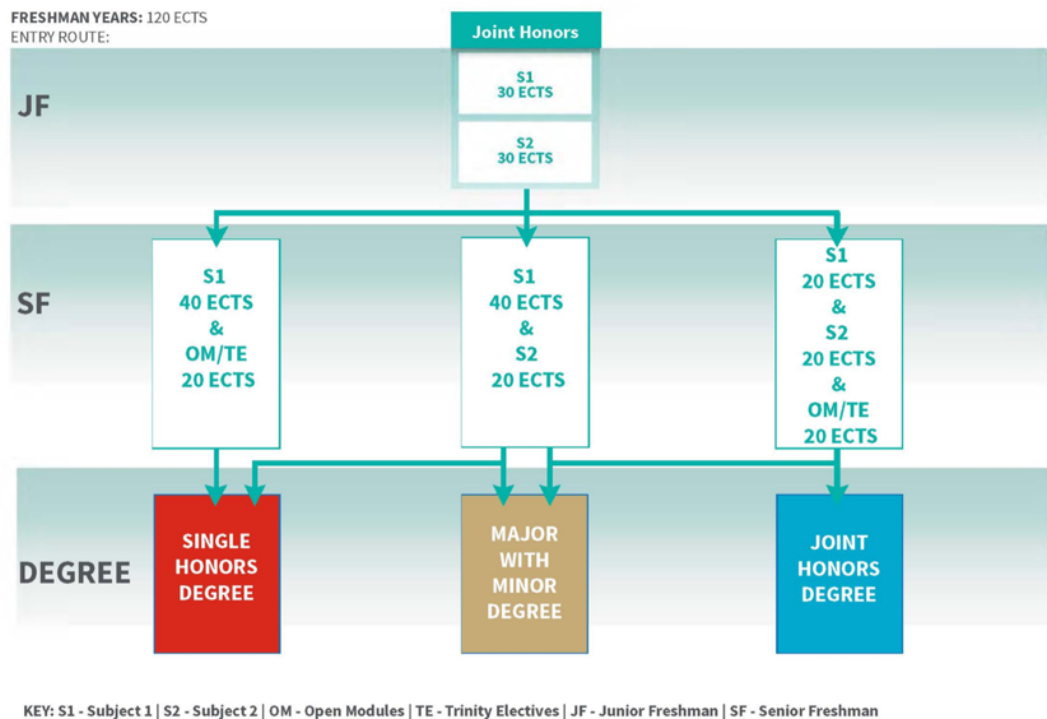 FRESHMAN YEARS: 120 ECTS
ENTRY ROUTE:
Joint Honors
JF
S1
30 ECTS
S2
30 ECTS
SF
S1
40 ECTS
&
OM/TE
20 ECTS
S1
40 ECTS
&
S2
20 ECTS
S1
20 ECTS
&
S2
20 ECTS
&
OM/TE
20 ECTS
DEGREE
SINGLE
HONORS
DEGREE
MAJOR
WITH
MINOR
DEGREE
JOINT
HONORS
DEGREE
KEY: S1 - Subject 1 | S2 - Subject 2 | OM - Open Modules | TE - Trinity Electives | JF - Junior Freshman | SF - Senior Freshman